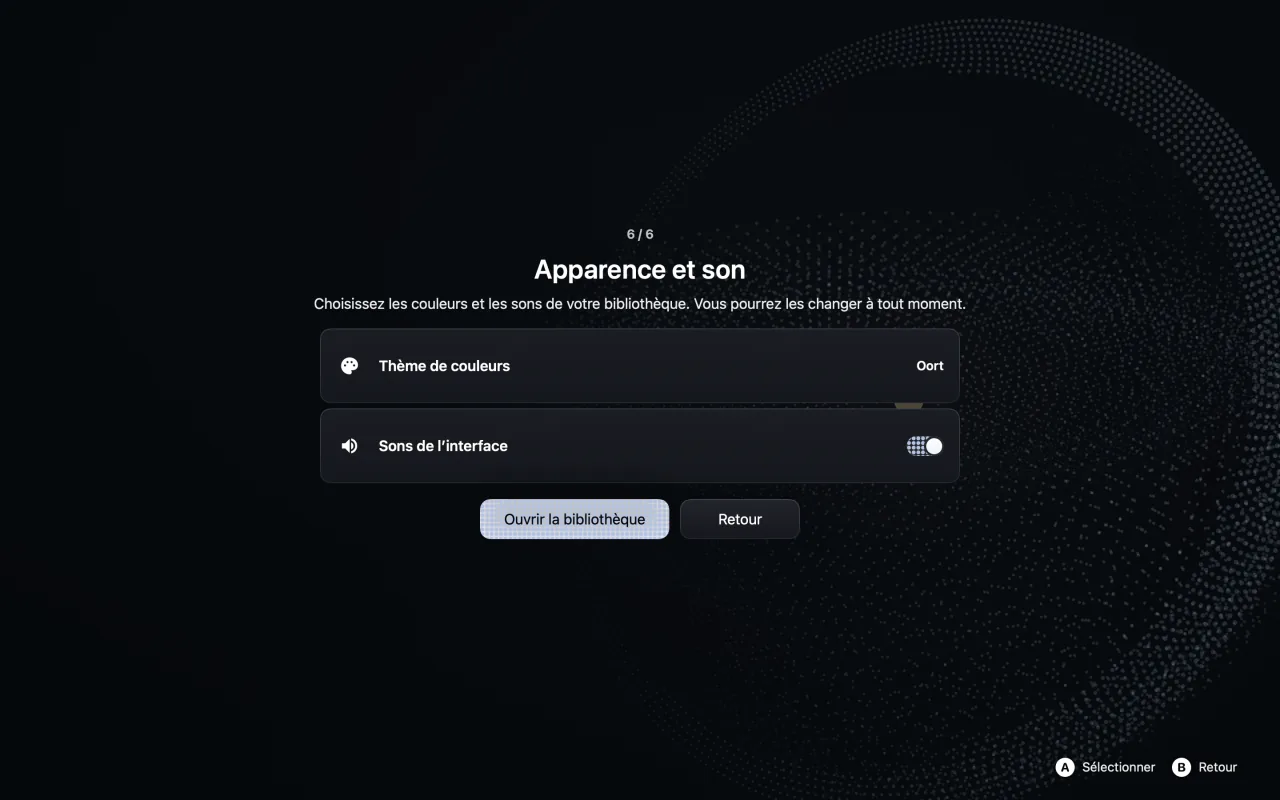 6 / 6
Apparence et son
Choisissez les couleurs et les sons de votre bibliothèque. Vous pourrez les changer à tout moment.
Thème de couleurs
Oort
Sons de l’interface
Ouvrir la bibliothèque
Retour
A Sélectionner
B Retour